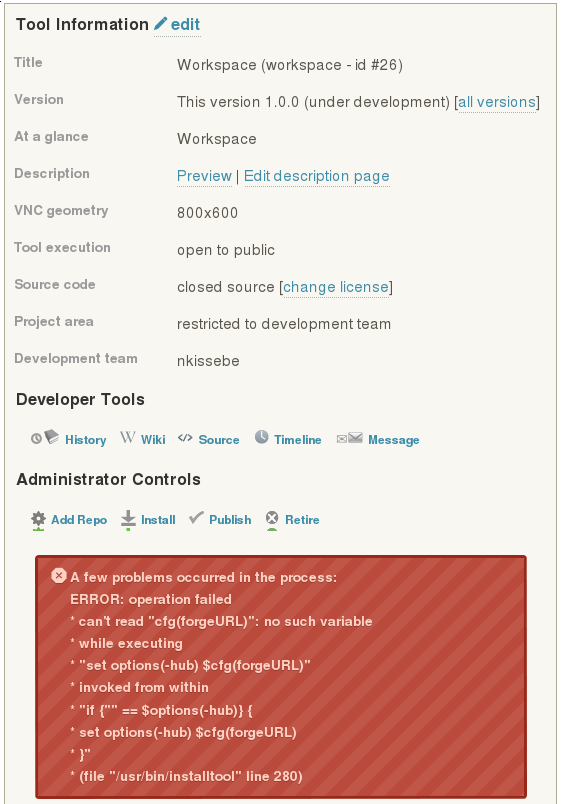 Tool Information edit
Title Workspace (workspace - id #26)
Version This version 1.0.0 (under development) [all versions]
At a glance Workspace
Description Preview | Edit description page
VNC geometry 800x600
Tool execution open to public
Source code closed source [change license]
Project area restricted to development team
Development team nkissebe
Developer Tools
History Wiki Source Timeline Message
Administrator Controls
Add Repo Install Publish Retire
A few problems occurred in the process:
ERROR: operation failed
* can't read "cfg(forgeURL)": no such variable
* while executing
* "set options(-hub) $cfg(forgeURL)"
* invoked from within
* "if {"" == $options(-hub)} {
* set options(-hub) $cfg(forgeURL)
* }"
* (file "/usr/bin/installtool" line 280)